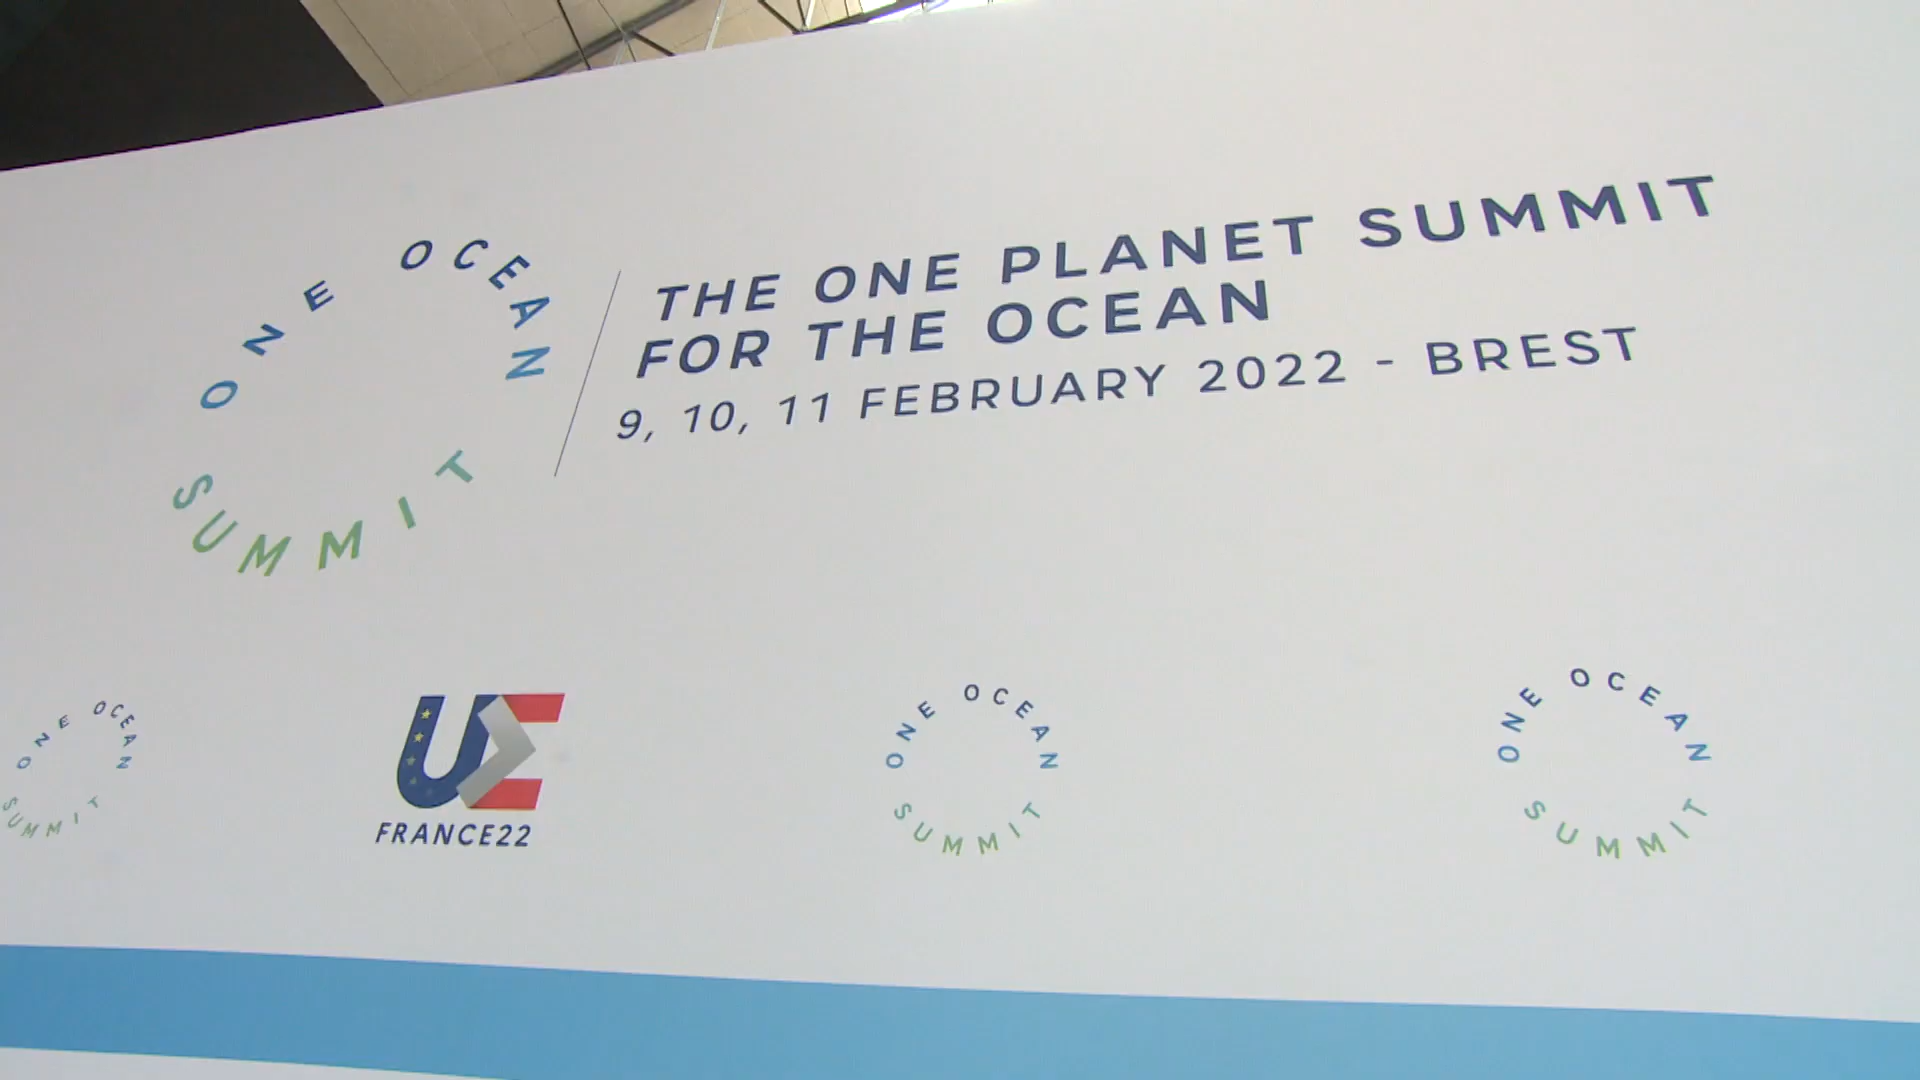 ONE OCEAN SUMMIT
THE ONE PLANET SUMMIT
FOR THE OCEAN
9, 10, 11 FEBRUARY 2022 - BREST
ONE OCEAN SUMMIT
UE
FRANCE22
ONE OCEAN SUMMIT
ONE OCEAN SUMMIT